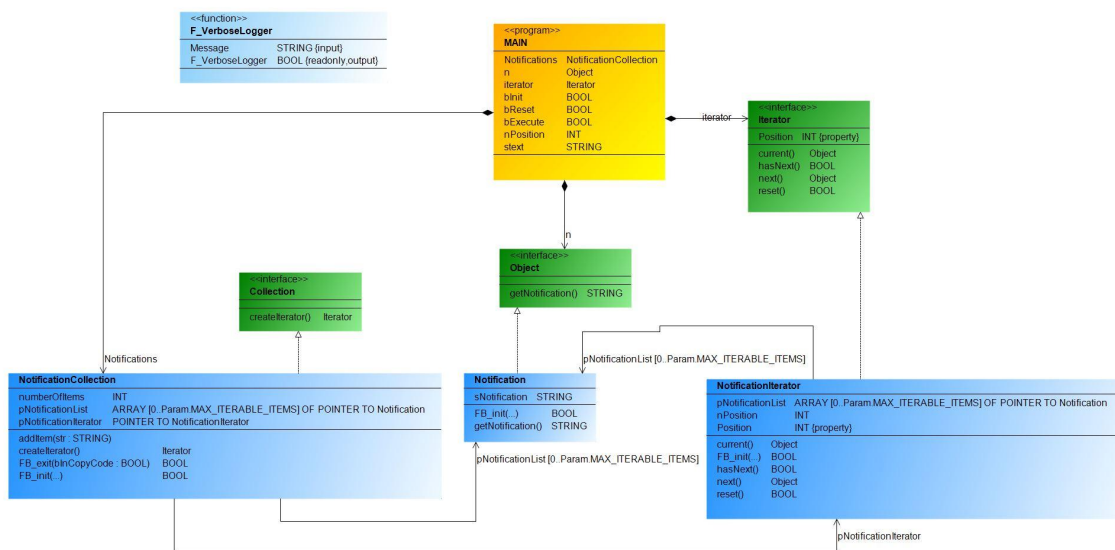 <<function>>
F_VerboseLogger
Message STRING {input}
F_VerboseLogger BOOL {readonly,output}
<<program>>
MAIN
Notifications NotificationCollection
n Object
iterator Iterator
bInit BOOL
bReset BOOL
bExecute BOOL
nPosition INT
stext STRING
iterator
<<interface>>
Iterator
Position INT {property}
current() Object
hasNext() BOOL
next() Object
reset() BOOL
n
<<interface>>
Object
getNotification() STRING
<<interface>>
Collection
createIterator() Iterator
Notifications
pNotificationList [0..Param.MAX_ITERABLE_ITEMS]
NotificationCollection
numberOfItems INT
pNotificationList ARRAY [0..Param.MAX_ITERABLE_ITEMS] OF POINTER TO Notification
pNotificationIterator POINTER TO NotificationIterator
addItem(str : STRING)
createIterator() Iterator
FB_exit(bInCopyCode : BOOL) BOOL
FB_init(...) BOOL
Notification
sNotification STRING
FB_init(...) BOOL
getNotification() STRING
pNotificationList [0..Param.MAX_ITERABLE_ITEMS]
NotificationIterator
pNotificationList ARRAY [0..Param.MAX_ITERABLE_ITEMS] OF POINTER TO Notification
nPosition INT
Position INT {property}
current() Object
FB_init(...) BOOL
hasNext() BOOL
next() Object
reset() BOOL
pNotificationIterator